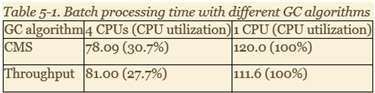 Table 5-1. Batch processing time with different GC algorithms
GC algorithm 4 CPUs (CPU utilization) 1 CPU (CPU utilization)
CMS 78.09 (30.7%) 120.0 (100%)
Throughput 81.00 (27.7%) 111.6 (100%)